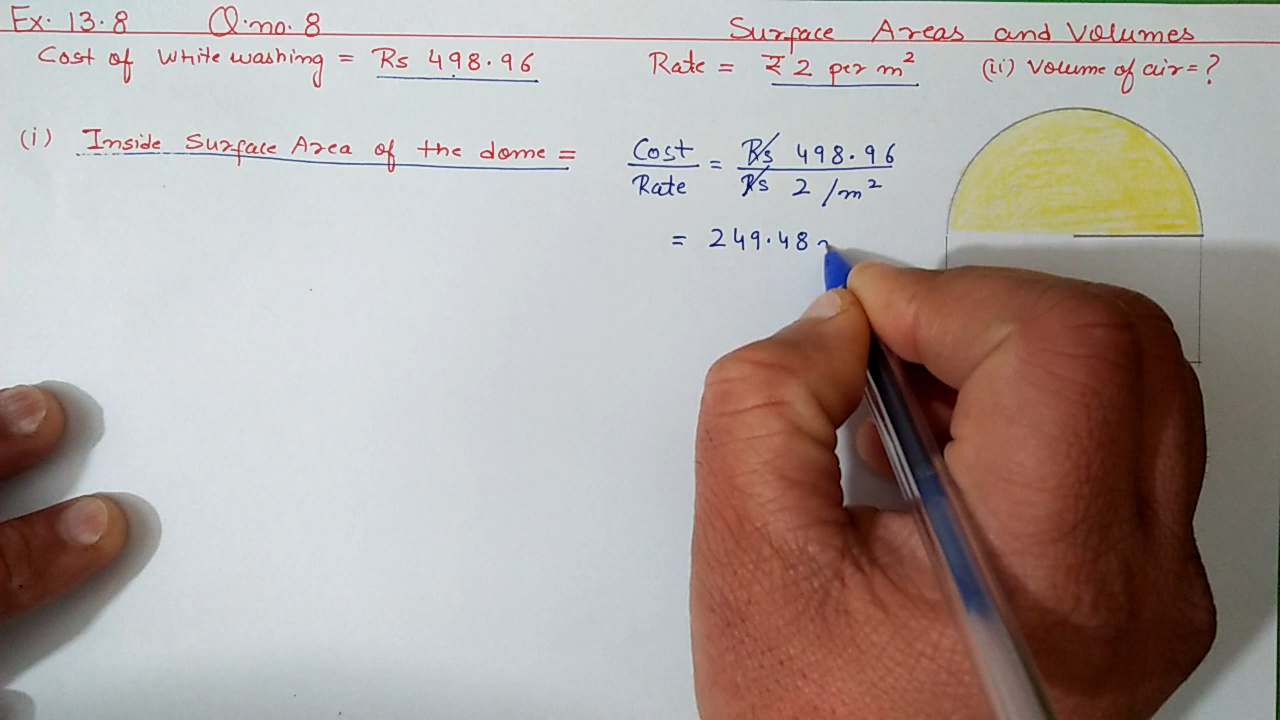 Ex. 13.8 Q.no. 8 Surface Areas and Volumes
Cost of White washing = Rs 498.96 Rate = ₹ 2 per m² (ii) Volume of air = ?
(i) Inside Surface Area of the dome = Cost/Rate = Rs 498.96 / Rs 2 /m²
= 249.48